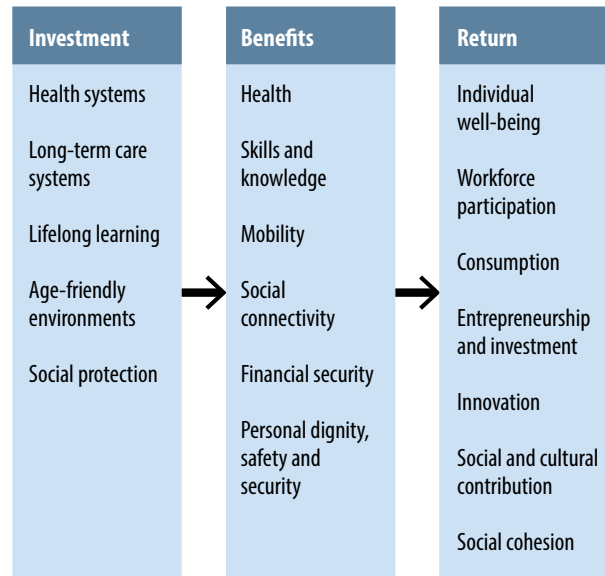 Investment
Health systems
Long-term care
systems
Lifelong learning
Age-friendly
environments
Social protection
Benefits
Health
Skills and
knowledge
Mobility
Social
connectivity
Financial security
Personal dignity,
safety and
security
Return
Individual
well-being
Workforce
participation
Consumption
Entrepreneurship
and investment
Innovation
Social and cultural
contribution
Social cohesion